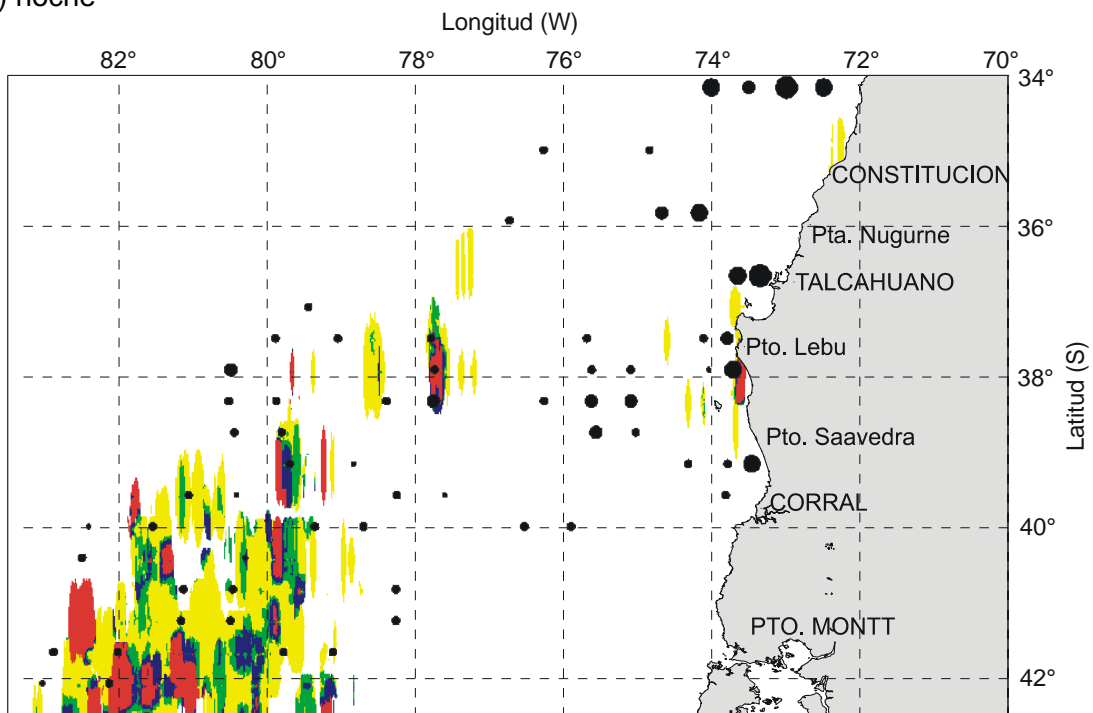 ) noche
Longitud (W)
82° 80° 78° 76° 74° 72° 70°
34°
CONSTITUCION
36°
Pta. Nugurne
TALCAHUANO
Pto. Lebu
38°
Latitud (S)
Pto. Saavedra
CORRAL
40°
PTO. MONTT
42°